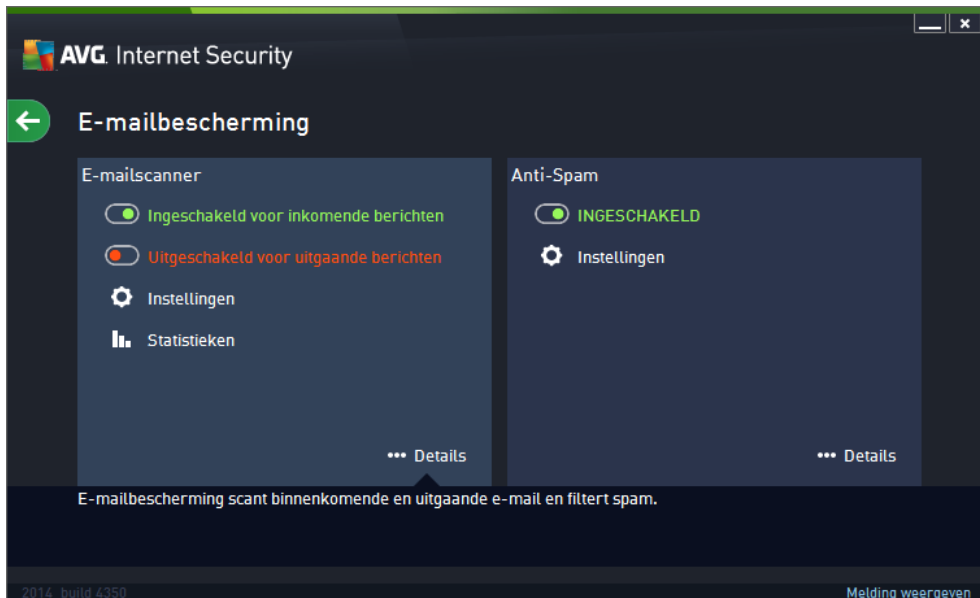 AVG. Internet Security
E-mailbescherming
E-mailscanner
Ingeschakeld voor inkomende berichten
Uitgeschakeld voor uitgaande berichten
Instellingen
Statistieken
Details
Anti-Spam
INGESCHAKELD
Instellingen
Details
E-mailbescherming scant binnenkomende en uitgaande e-mail en filtert spam.
2014 build 4350
Melding weergeven